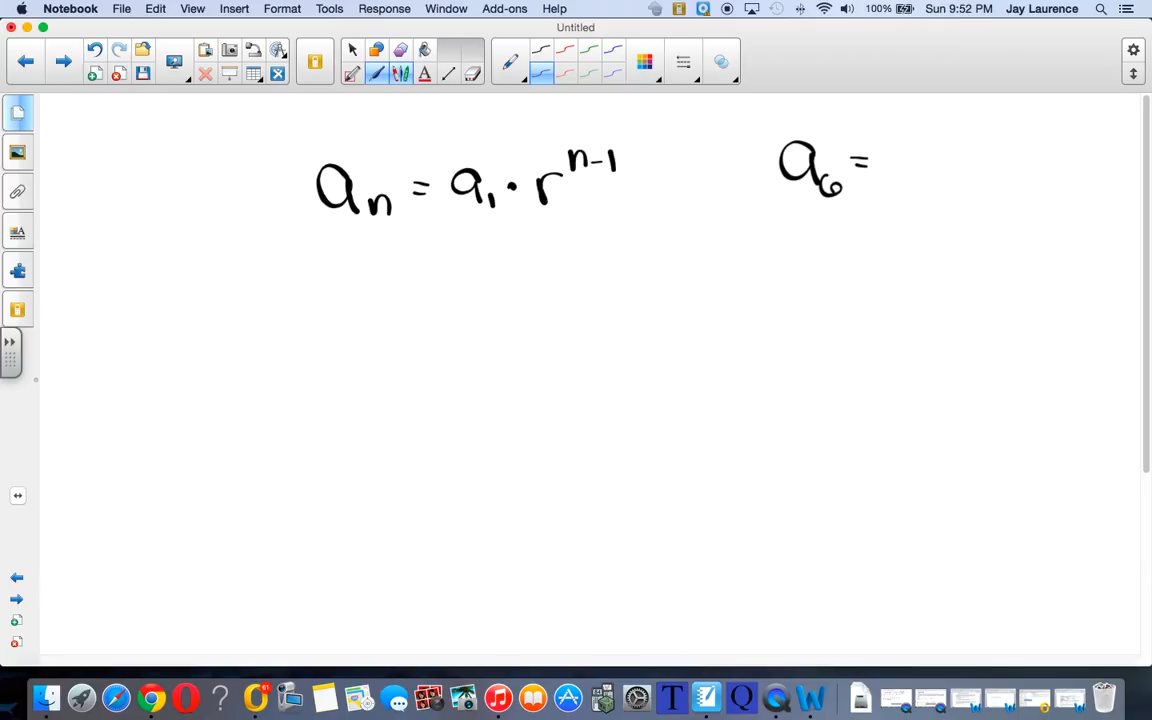 Notebook File Edit View Insert Format Tools Response Window Add-ons Help 100% Sun 9:52 PM Jay Laurence
Untitled
aₙ = a₁ · rⁿ⁻¹
a₆ =